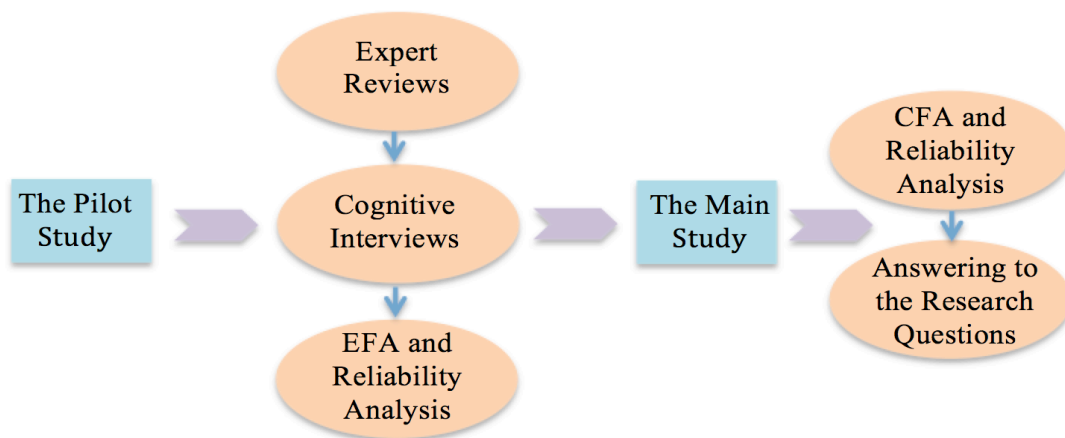 The Pilot
Study
Expert
Reviews
Cognitive
Interviews
EFA and
Reliability
Analysis
The Main
Study
CFA and
Reliability
Analysis
Answering to
the Research
Questions